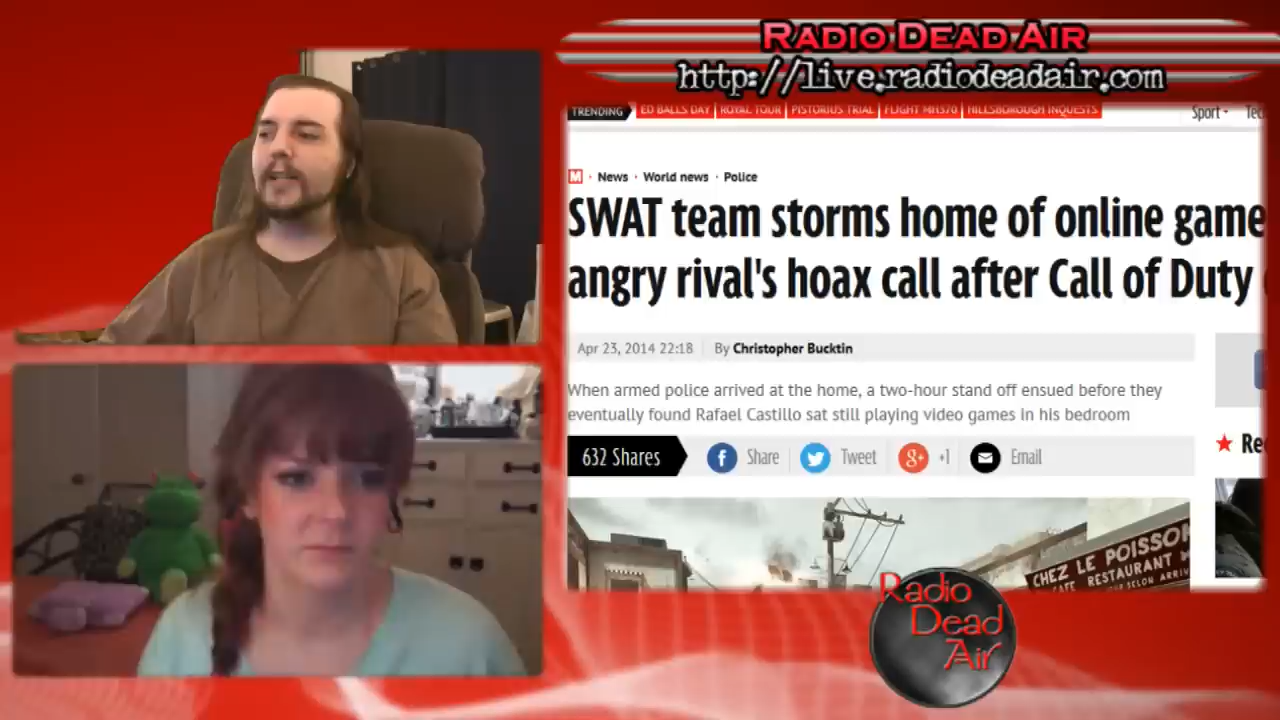 RADIO DEAD AIR
http://live.radiodeadair.com
TRENDING ED BALLS DAY ROYAL TOUR PISTORIUS TRIAL FLIGHT MH370 HILLSBOROUGH INQUESTS Sport
M · News · World news · Police
SWAT team storms home of online game
angry rival's hoax call after Call of Duty
Apr 23, 2014 22:18 By Christopher Bucktin
When armed police arrived at the home, a two-hour stand off ensued before they
eventually found Rafael Castillo sat still playing video games in his bedroom
632 Shares Share Tweet +1 Email
CHEZ LE POISSON
CAFE RESTAURANT
Radio
Dead
Air